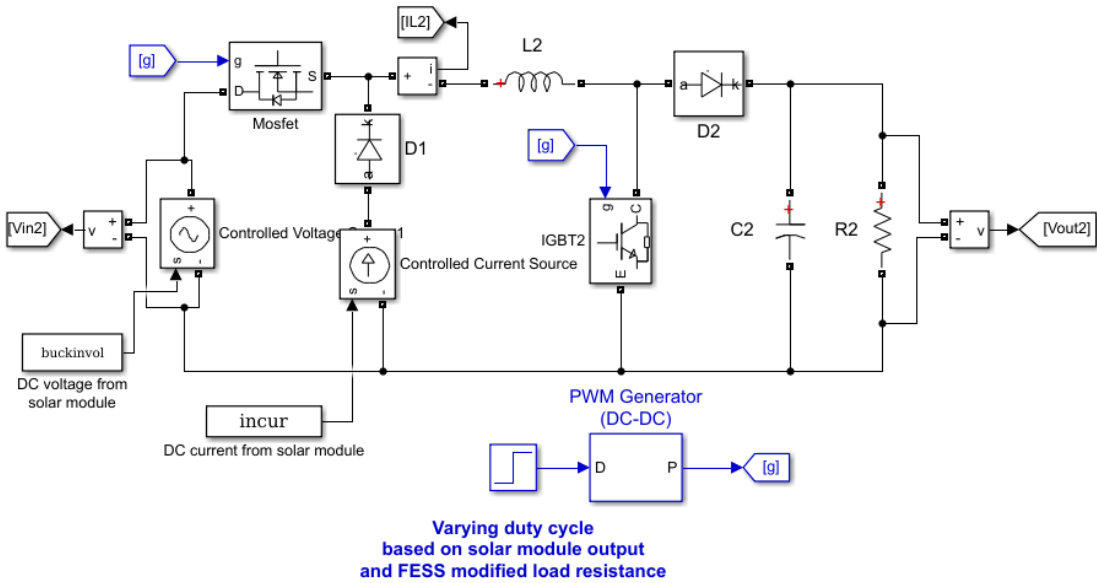 [IL2]
L2
[g]
g
S
D
Mosfet
+
i
-
a
k
D2
k
D1
a
[g]
[Vin2]
v
+
-
+
s
-
Controlled Voltage
1
+
s
-
Controlled Current Source
g
C
IGBT2
E
C2
+
R2
+
+
-
v
[Vout2]
buckinvol
DC voltage from
solar module
incur
DC current from solar module
PWM Generator
(DC-DC)
D
P
[g]
Varying duty cycle
based on solar module output
and FESS modified load resistance